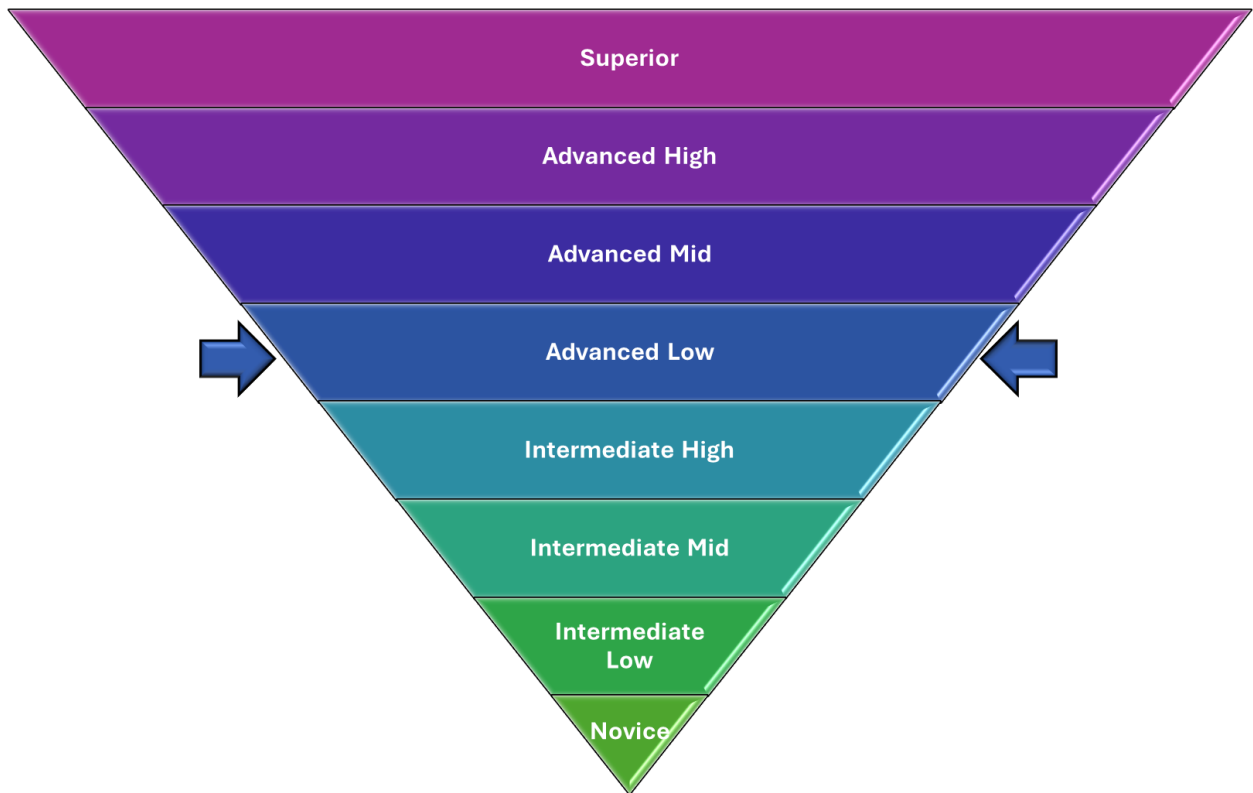 Superior
Advanced High
Advanced Mid
Advanced Low
Intermediate High
Intermediate Mid
Intermediate
Low
Novice